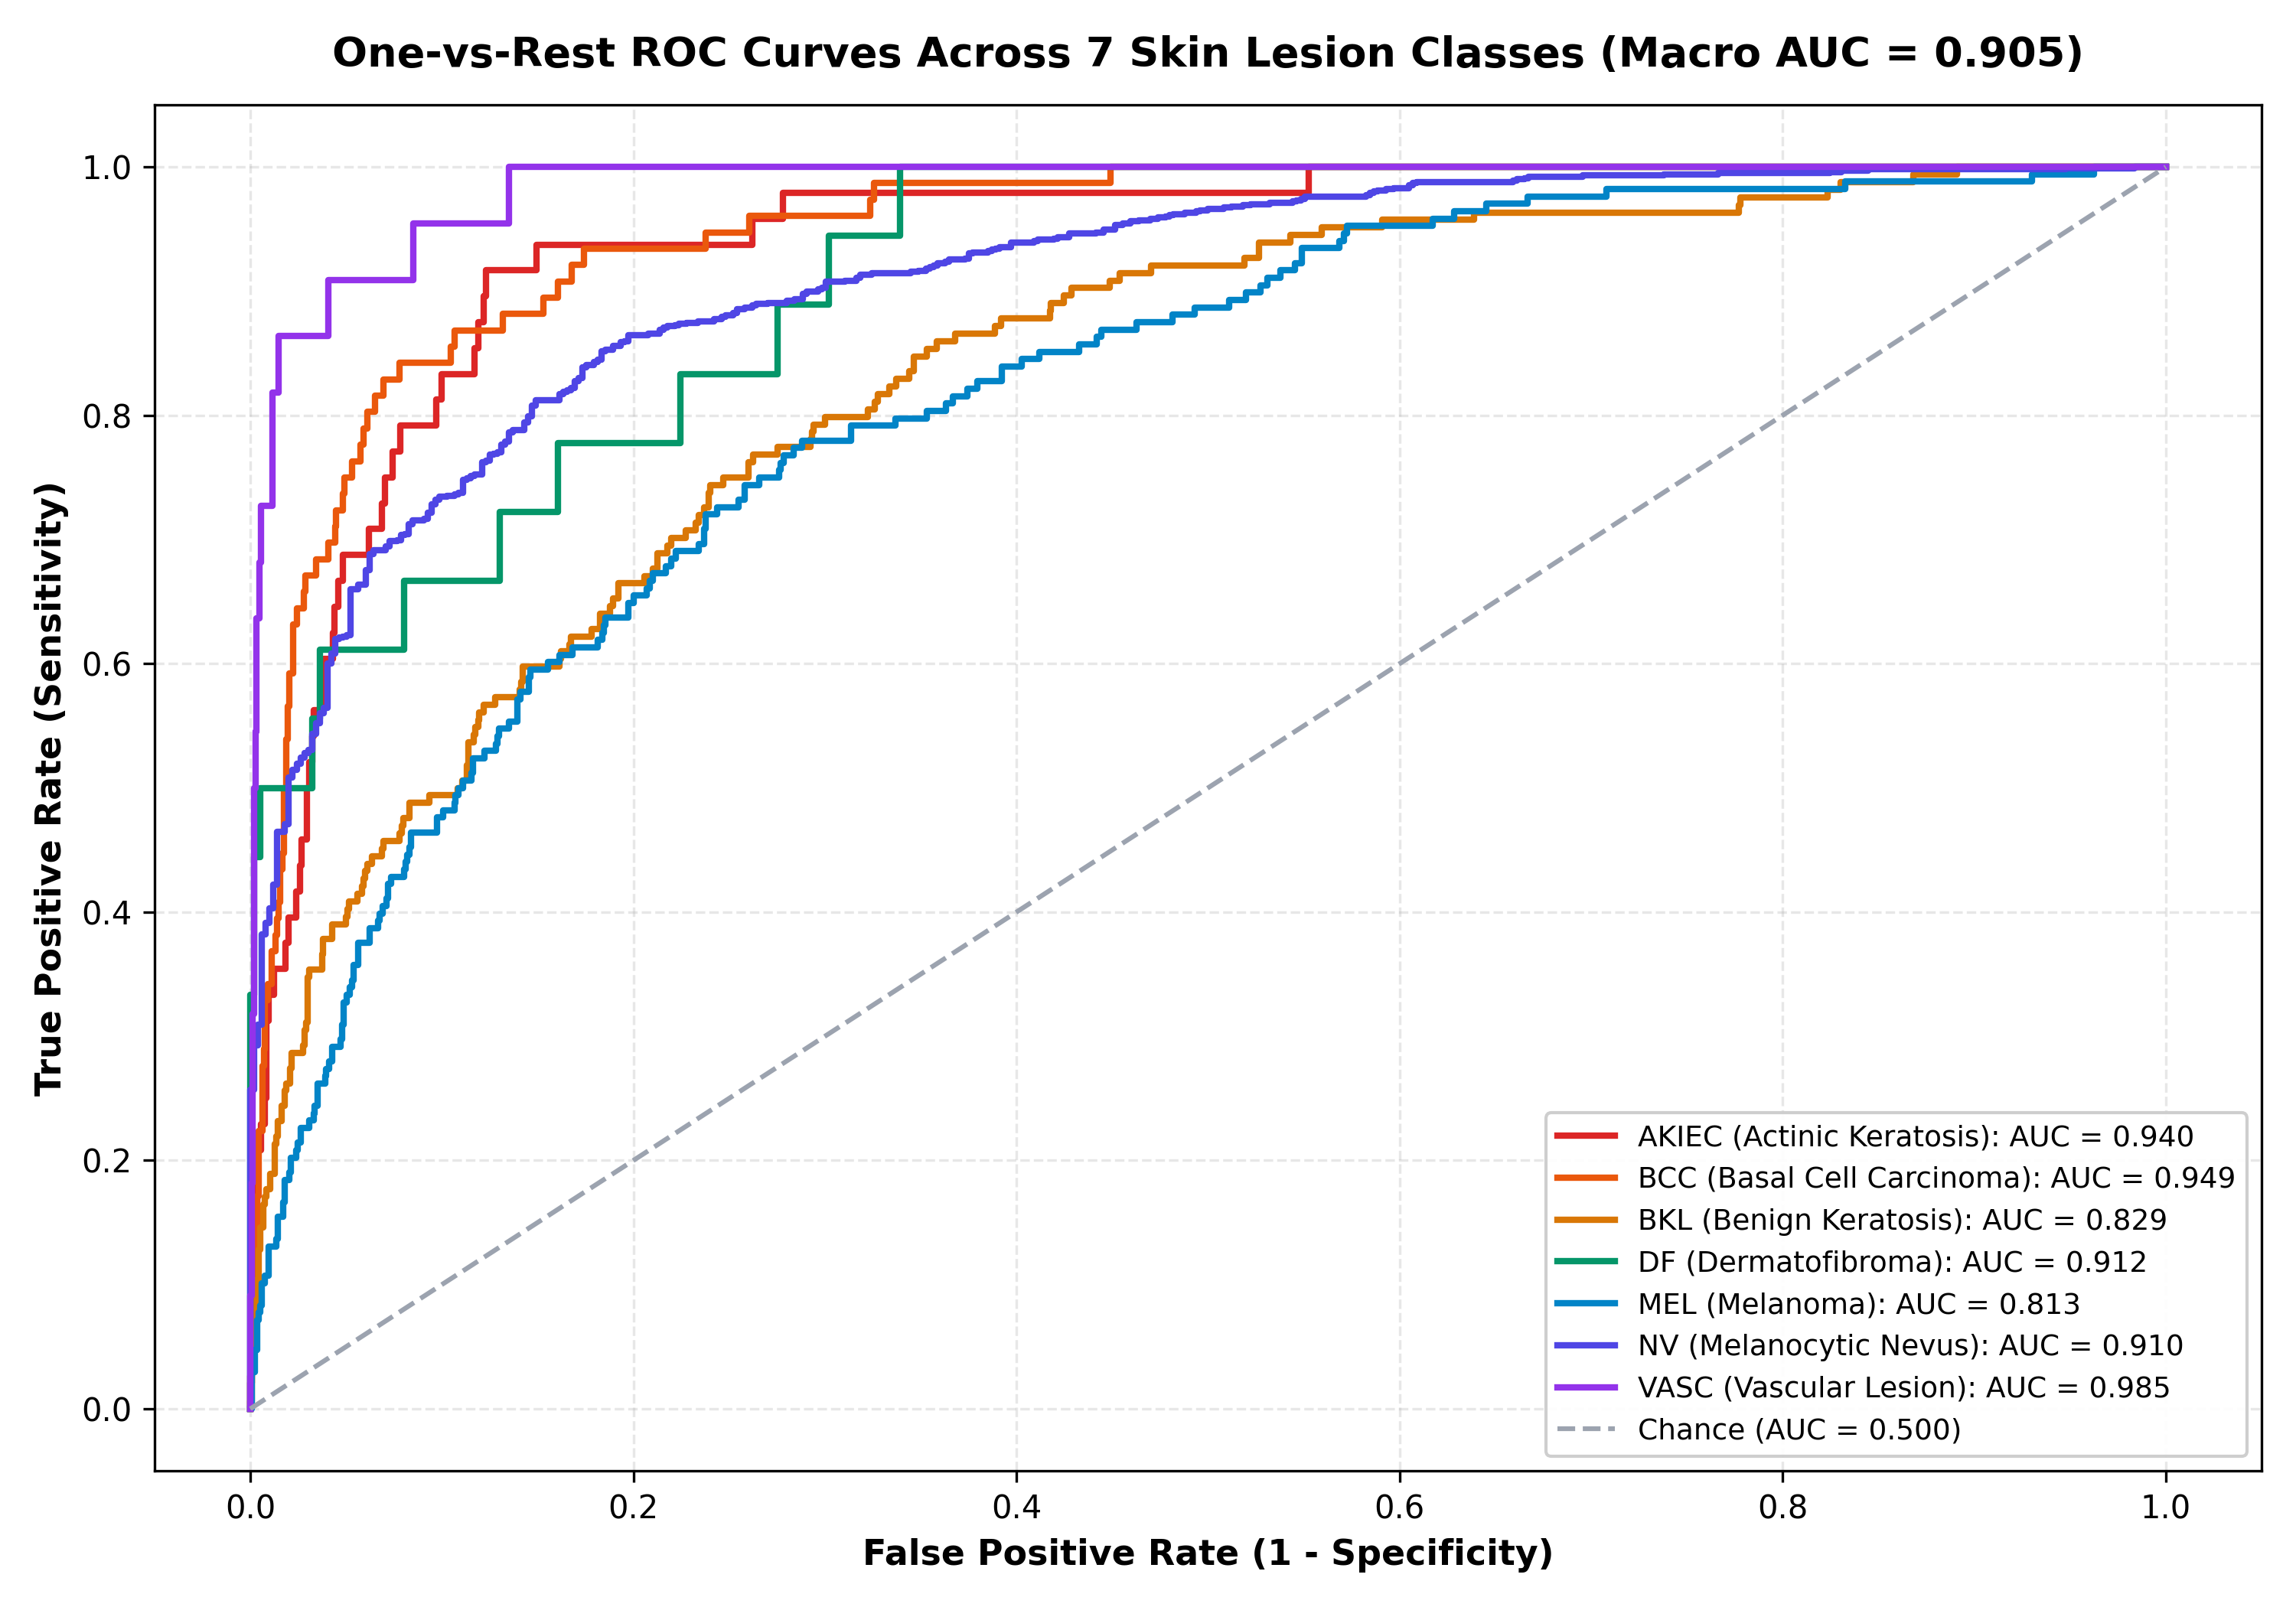 One-vs-Rest ROC Curves Across 7 Skin Lesion Classes (Macro AUC = 0.905)
True Positive Rate (Sensitivity)
1.0
0.8
0.6
0.4
0.2
0.0
0.0 0.2 0.4 0.6 0.8 1.0
False Positive Rate (1 - Specificity)
AKIEC (Actinic Keratosis): AUC = 0.940
BCC (Basal Cell Carcinoma): AUC = 0.949
BKL (Benign Keratosis): AUC = 0.829
DF (Dermatofibroma): AUC = 0.912
MEL (Melanoma): AUC = 0.813
NV (Melanocytic Nevus): AUC = 0.910
VASC (Vascular Lesion): AUC = 0.985
Chance (AUC = 0.500)